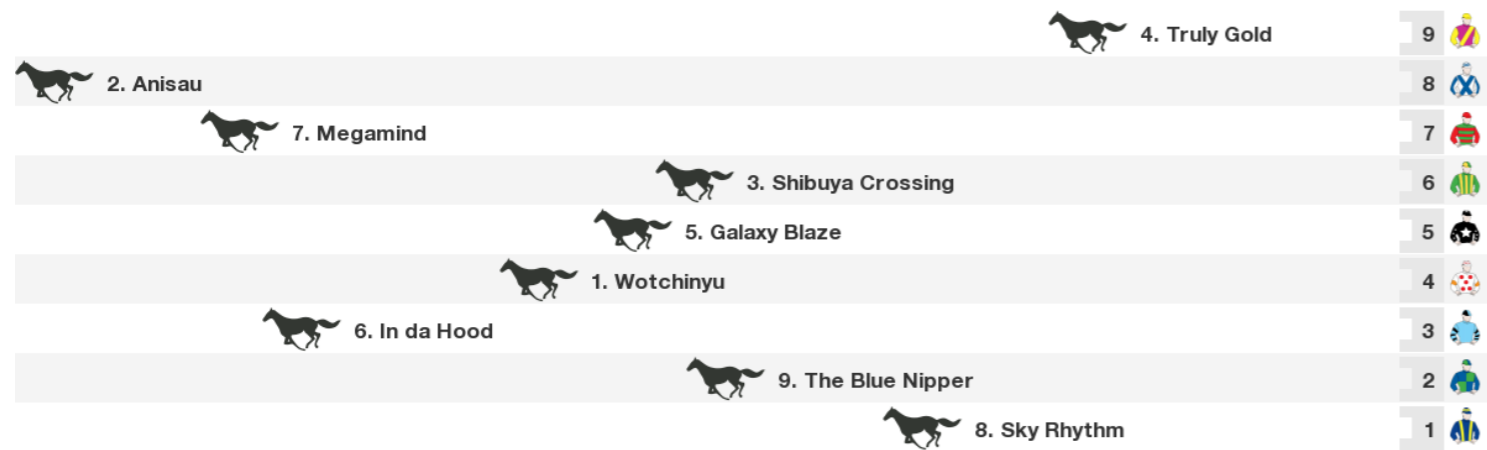 4. Truly Gold 9
2. Anisau 8
7. Megamind 7
3. Shibuya Crossing 6
5. Galaxy Blaze 5
1. Wotchinyu 4
6. In da Hood 3
9. The Blue Nipper 2
8. Sky Rhythm 1